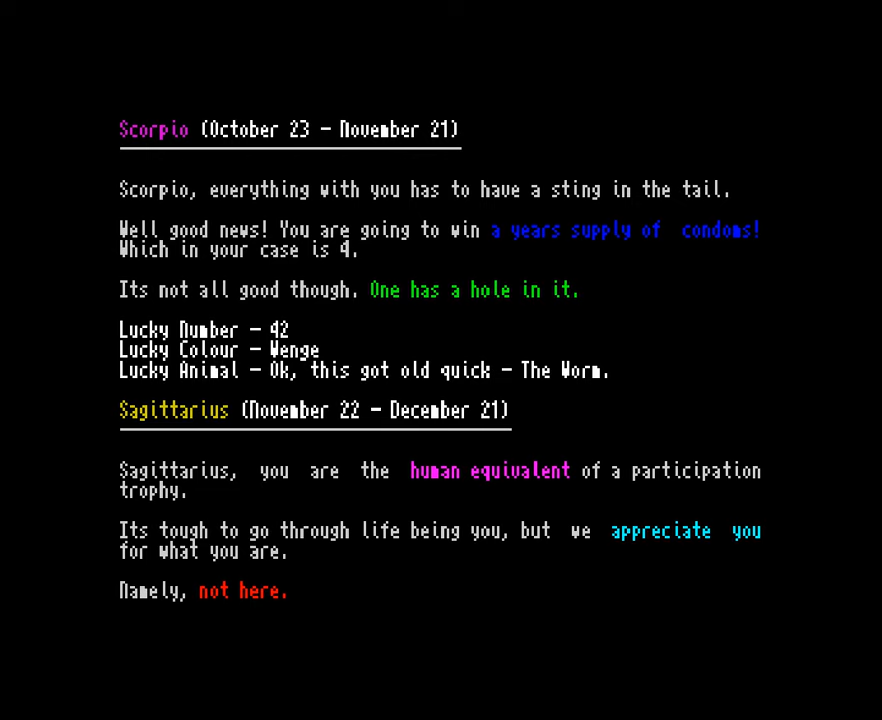 Scorpio (October 23 - November 21)
Scorpio, everything with you has to have a sting in the tail.
Well good news! You are going to win a years supply of condoms!
Which in your case is 4.
Its not all good though. One has a hole in it.
Lucky Number - 42
Lucky Colour - Wenge
Lucky Animal - Ok, this got old quick - The Worm.
Sagittarius (November 22 - December 21)
Sagittarius, you are the human equivalent of a participation
trophy.
Its tough to go through life being you, but we appreciate you
for what you are.
Namely, not here.